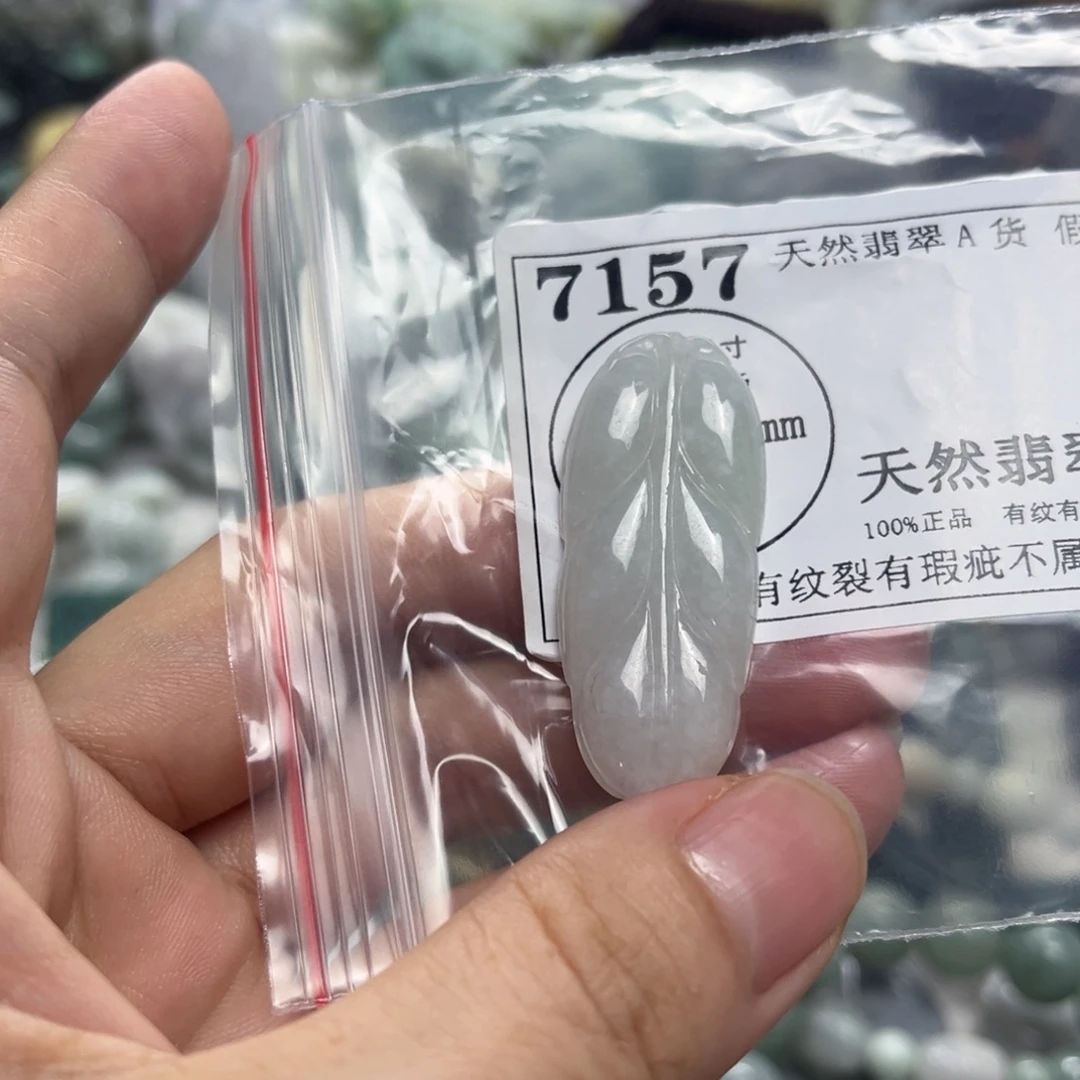 7157 天然翡翠A货 假
寸
mm
天然翡翠
100%正品 有纹有
有纹裂有瑕疵不属